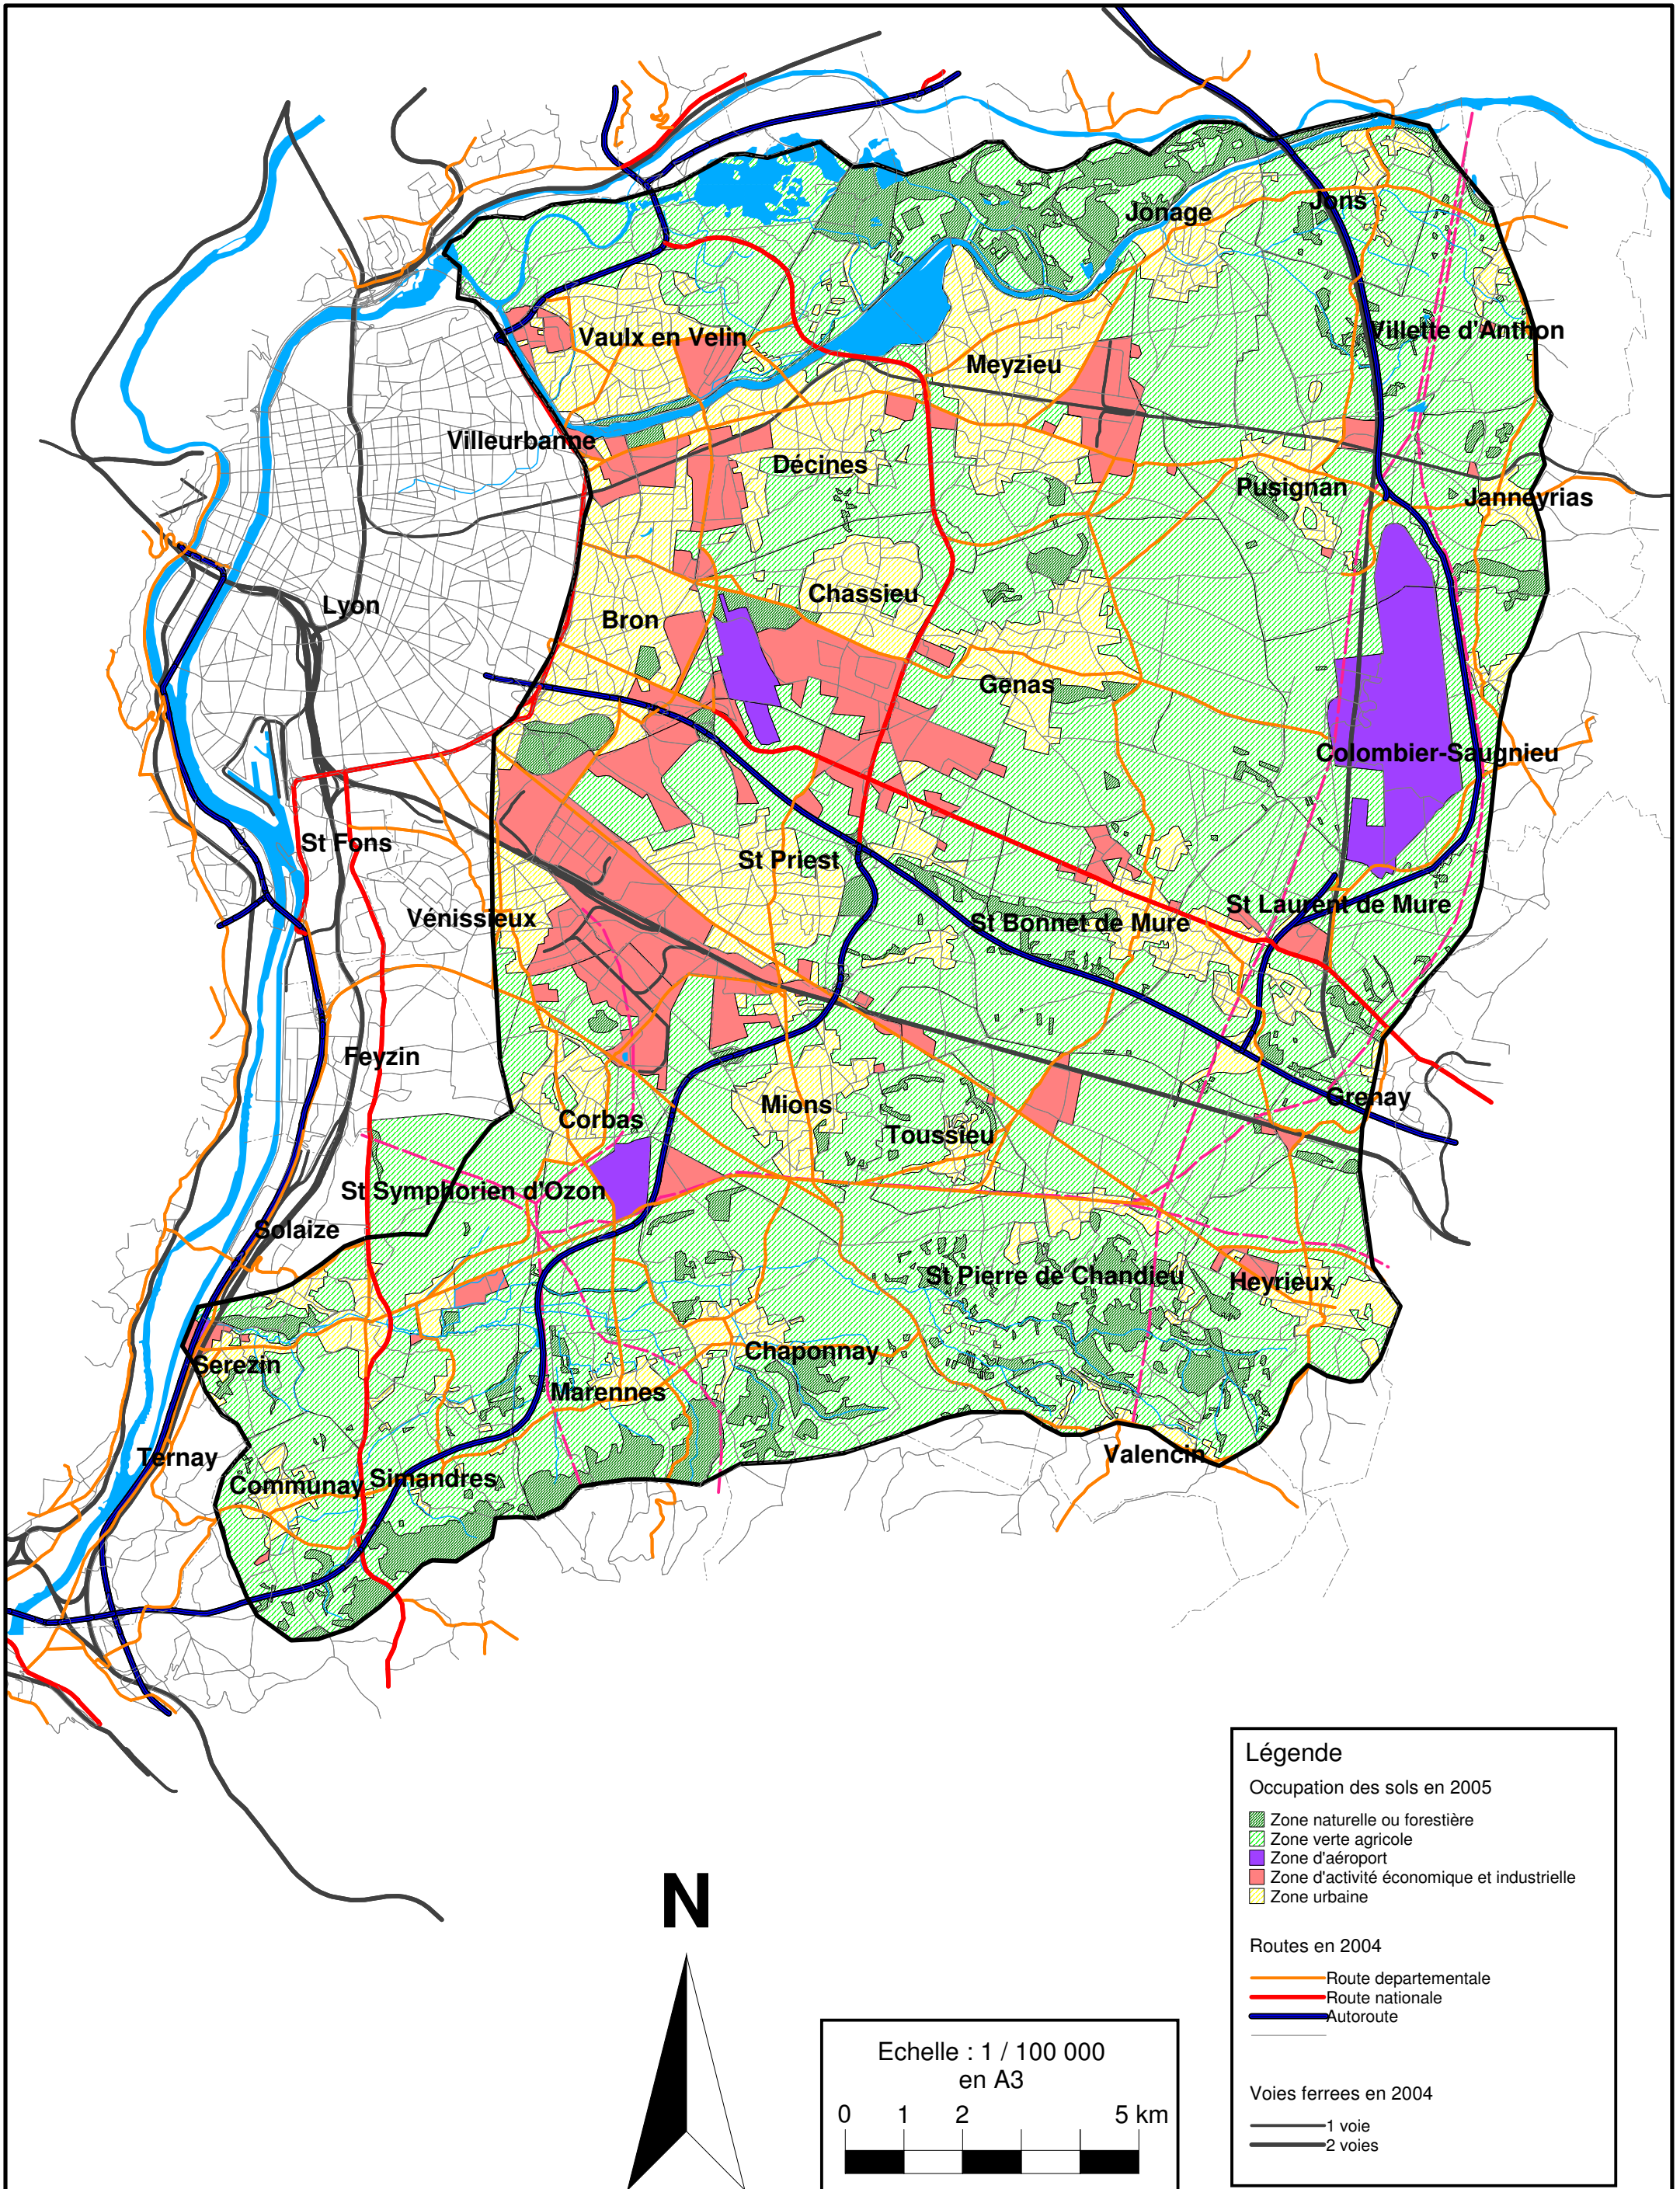 Jonage
Jons
Vaulx en Velin
Villette d'Anthon
Meyzieu
Villeurbanne
Décines
Pusignan
Janneyrias
Chassieu
Lyon
Bron
Genas
Colombier-Saugnieu
St Fons
St Priest
Vénissieux
St Bonnet de Mure
St Laurent de Mure
Feyzin
Grenay
Corbas
Mions
Toussieu
St Symphorien d'Ozon
Solaize
St Pierre de Chandieu
Heyrieux
Serezin
Chaponnay
Marennes
Ternay
Communay
Simandres
Valencin
Légende
Occupation des sols en 2005
Zone naturelle ou forestière
Zone verte agricole
Zone d'aéroport
Zone d'activité économique et industrielle
Zone urbaine
Routes en 2004
Route departementale
Route nationale
Autoroute
Voies ferrees en 2004
1 voie
2 voies
N
Echelle : 1 / 100 000
en A3
0 1 2 5 km